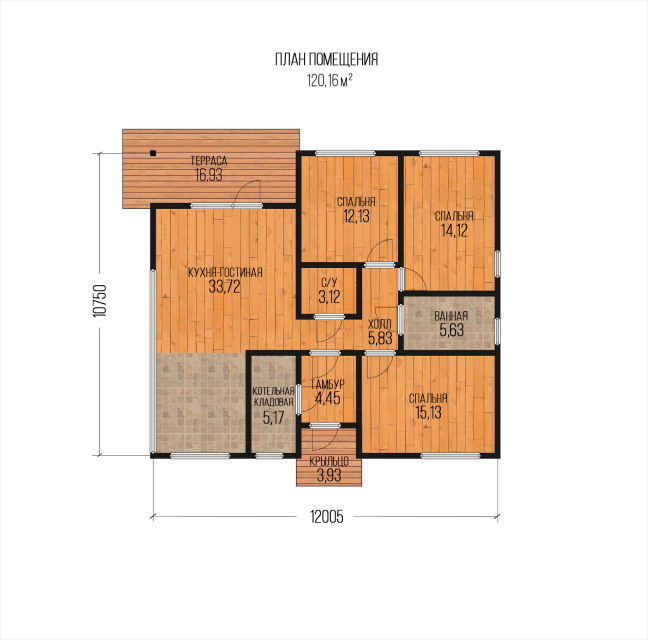 ПЛАН ПОМЕЩЕНИЯ
120,16 м²
ТЕРРАСА
16,93
СПАЛЬНЯ
12,13
СПАЛЬНЯ
14,12
КУХНЯ-ГОСТИНАЯ
33,72
С/У
3,12
ХОЛЛ
5,83
ВАННАЯ
5,63
10750
КОТЕЛЬНАЯ
КЛАДОВАЯ
5,17
ТАМБУР
4,45
СПАЛЬНЯ
15,13
КРЫЛЬЦО
3,93
12005